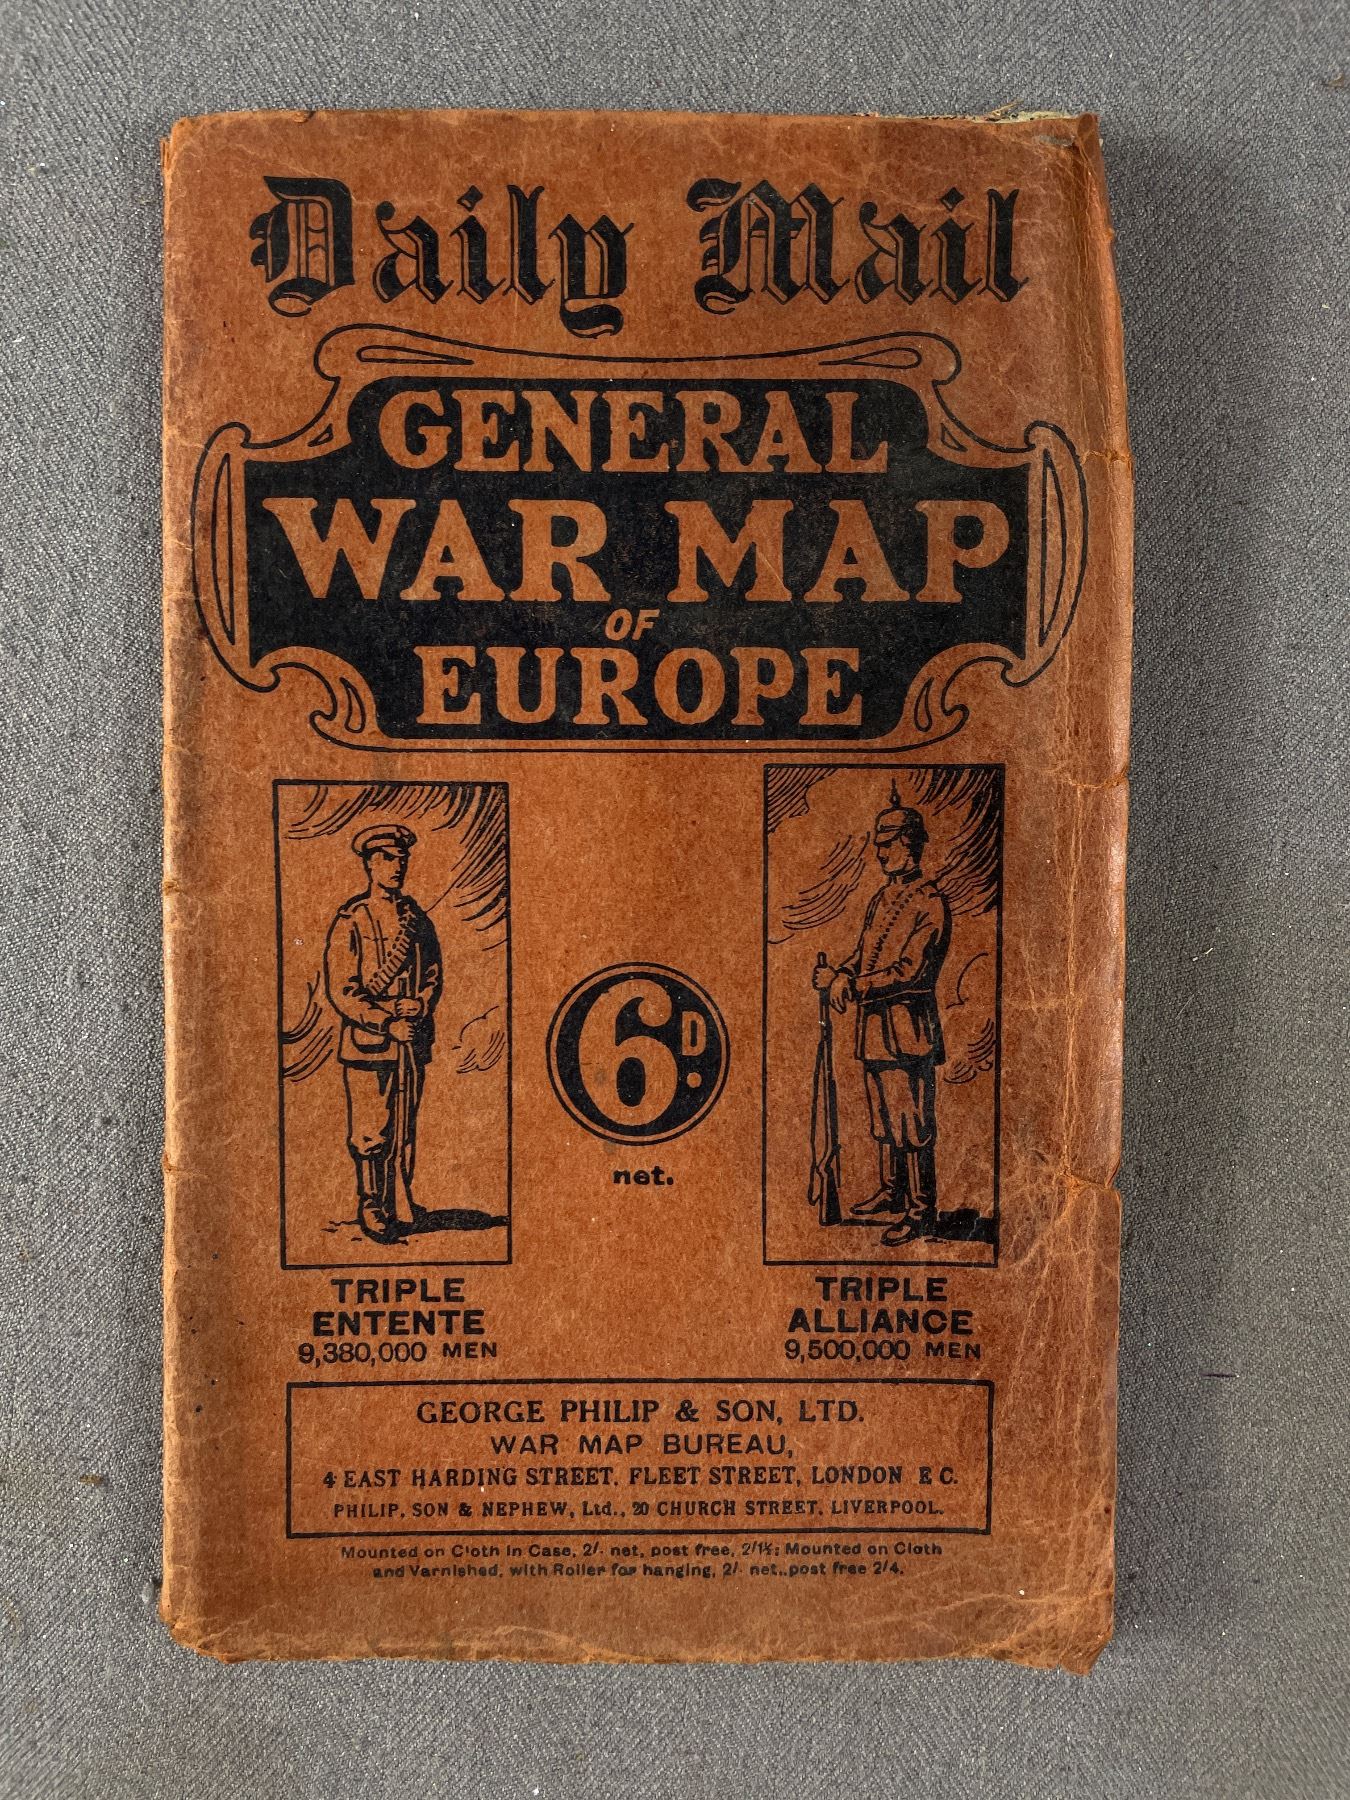 Daily Mail
GENERAL
WAR MAP
OF
EUROPE
6D.
net.
TRIPLE
ENTENTE
9,380,000 MEN
TRIPLE
ALLIANCE
9,500,000 MEN
GEORGE PHILIP & SON, LTD.
WAR MAP BUREAU,
4 EAST HARDING STREET, FLEET STREET, LONDON E C.
PHILIP, SON & NEPHEW, Ltd., 20 CHURCH STREET, LIVERPOOL.
Mounted on Cloth in Case, 2/- net, post free, 2/1½; Mounted on Cloth
and Varnished, with Roller for hanging, 2/- net., post free 2/4.